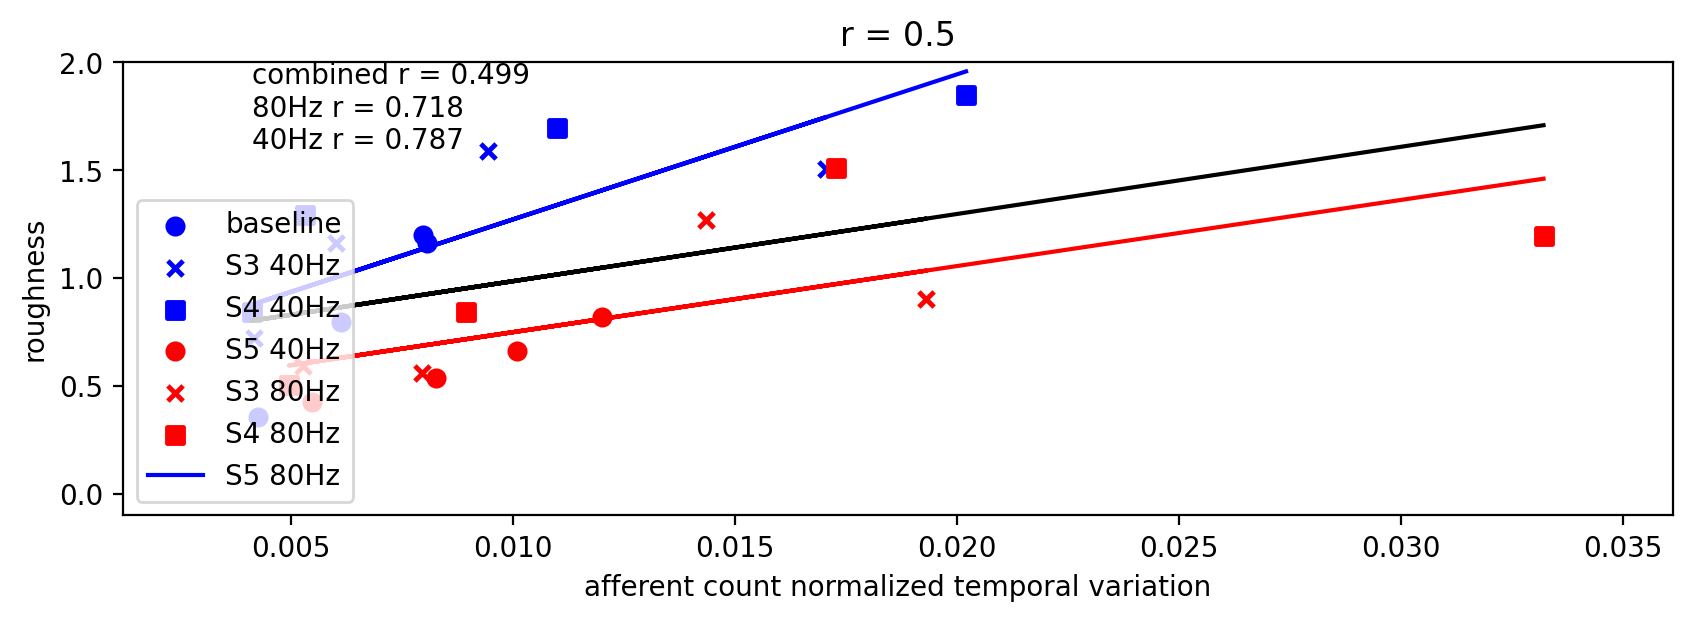 r = 0.5
combined r = 0.499
80Hz r = 0.718
40Hz r = 0.787
roughness
2.0
1.5
1.0
0.5
0.0
baseline
S3 40Hz
S4 40Hz
S5 40Hz
S3 80Hz
S4 80Hz
S5 80Hz
0.005 0.010 0.015 0.020 0.025 0.030 0.035
afferent count normalized temporal variation